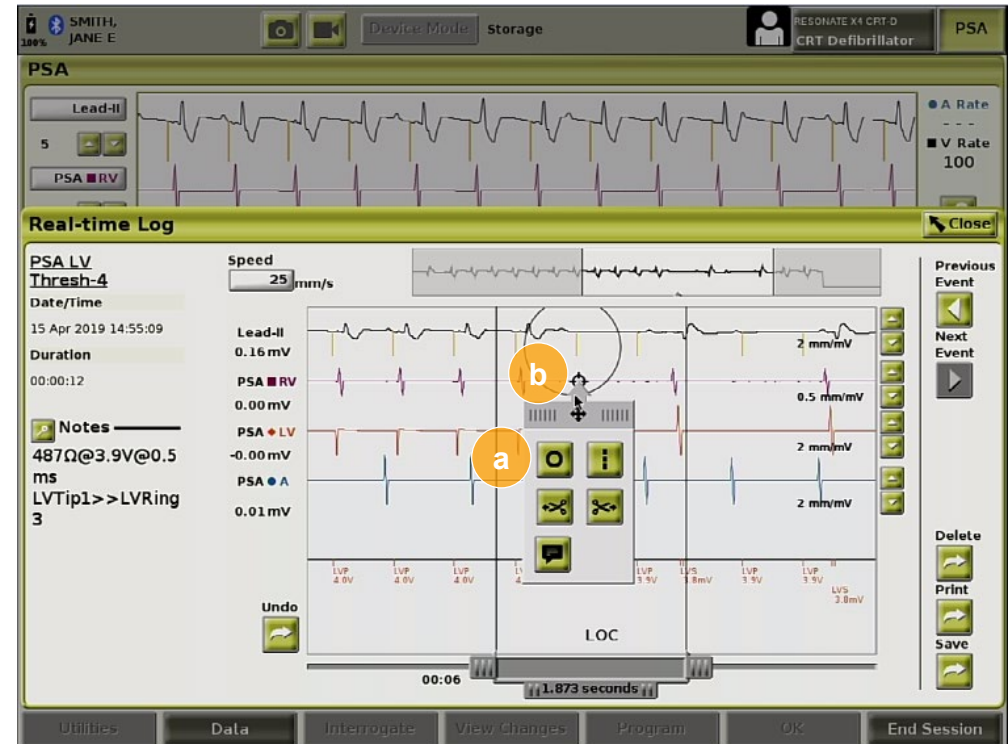 100%
SMITH,
JANE E
Device Mode
Storage
RESONATE X4 CRT-D
CRT Defibrillator
PSA
PSA
Lead-II
5
PSA RV
A Rate
- - -
V Rate
100
Real-time Log
Close
PSA LV
Thresh-4
Date/Time
15 Apr 2019 14:55:09
Duration
00:00:12
Notes
487Ω@3.9V@0.5
ms
LVTip1>>LVRing
3
Speed
25 mm/s
Lead-II
0.16 mV
PSA RV
0.00 mV
PSA LV
-0.00 mV
PSA A
0.01 mV
2 mm/mV
0.5 mm/mV
2 mm/mV
2 mm/mV
b
a
LVP
4.0V
LVP
4.0V
LVP
4.0V
LVP
3.9V
LVP
3.9V
LVP
3.9V
LVS
3.8mV
LOC
Undo
00:06
1.873 seconds
Previous
Event
Next
Event
Delete
Print
Save
Utilities
Data
Interrogate
View Changes
Program
OK
End Session